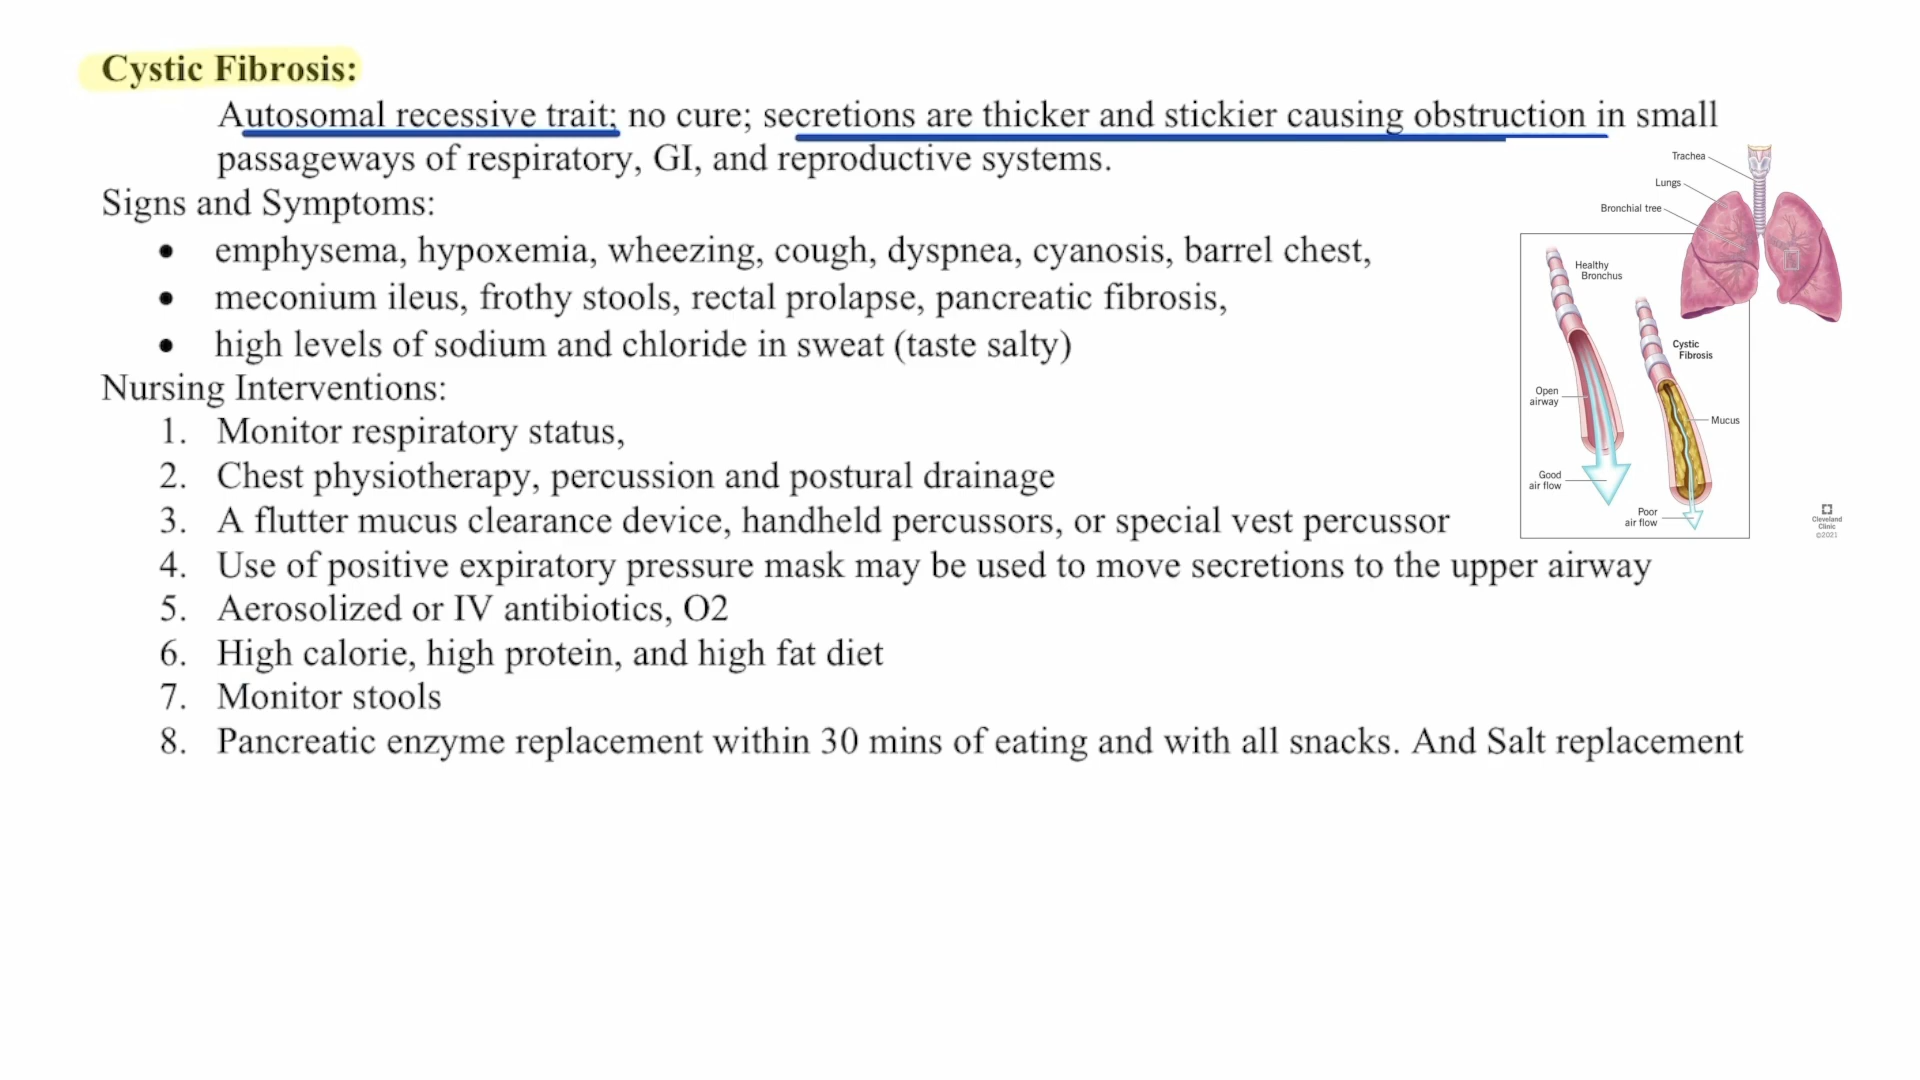 Cystic Fibrosis:
Autosomal recessive trait; no cure; secretions are thicker and stickier causing obstruction in small
passageways of respiratory, GI, and reproductive systems.
Signs and Symptoms:
• emphysema, hypoxemia, wheezing, cough, dyspnea, cyanosis, barrel chest,
• meconium ileus, frothy stools, rectal prolapse, pancreatic fibrosis,
• high levels of sodium and chloride in sweat (taste salty)
Nursing Interventions:
1. Monitor respiratory status,
2. Chest physiotherapy, percussion and postural drainage
3. A flutter mucus clearance device, handheld percussors, or special vest percussor
4. Use of positive expiratory pressure mask may be used to move secretions to the upper airway
5. Aerosolized or IV antibiotics, O2
6. High calorie, high protein, and high fat diet
7. Monitor stools
8. Pancreatic enzyme replacement within 30 mins of eating and with all snacks. And Salt replacement
Trachea
Lungs
Bronchial tree
Healthy
Bronchus
Cystic
Fibrosis
Open
airway
Mucus
Good
air flow
Poor
air flow
Cleveland
Clinic
©2021